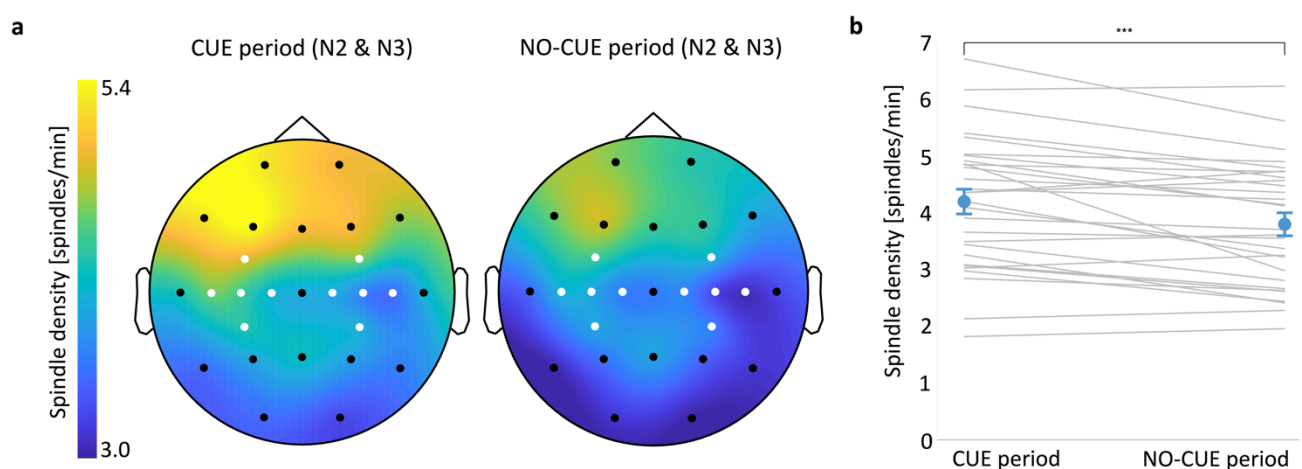 a
CUE period (N2 & N3)
NO-CUE period (N2 & N3)
Spindle density [spindles/min]
5.4
3.0
b
***
Spindle density [spindles/min]
7
6
5
4
3
2
1
0
CUE period
NO-CUE period